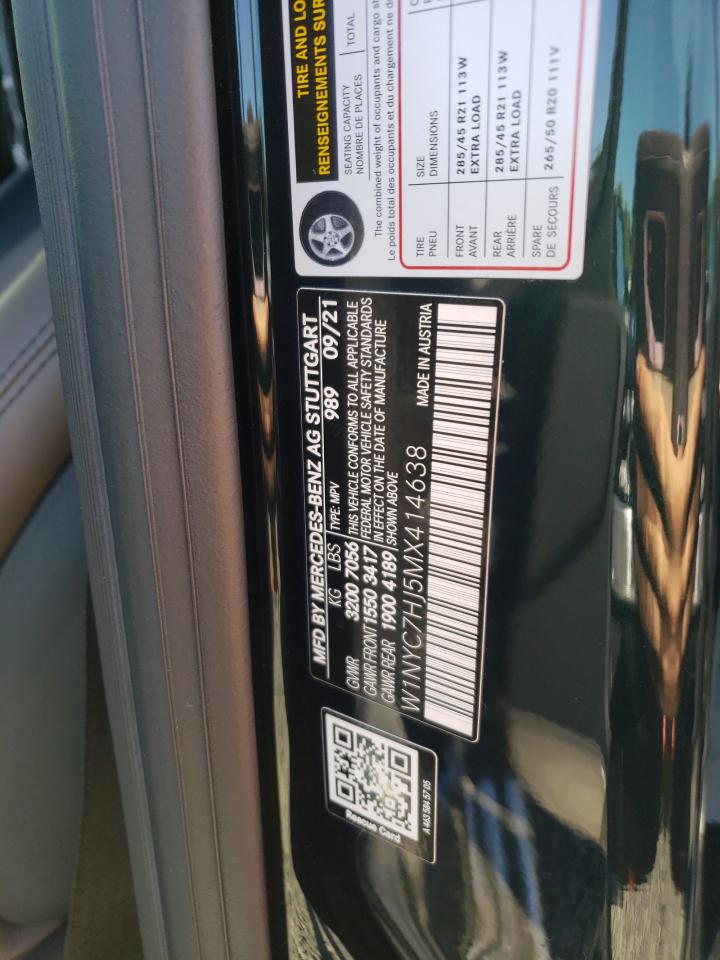 TIRE AND LO
RENSEIGNEMENTS SUR
SEATING CAPACITY
NOMBRE DE PLACES
TOTAL
The combined weight of occupants and cargo sh
Le poids total des occupants et du chargement ne d
TIRE
PNEU
SIZE
DIMENSIONS
FRONT
AVANT
285/45 R21 113W
EXTRA LOAD
REAR
ARRIÈRE
285/45 R21 113W
EXTRA LOAD
SPARE
DE SECOURS
265/50 R20 111V
MFD BY MERCEDES-BENZ AG STUTTGART
KG LBS TYPE: MPV 989 09/21
GVWR 3200 7056
GAWR FRONT 1550 3417
GAWR REAR 1900 4189
THIS VEHICLE CONFORMS TO ALL APPLICABLE
FEDERAL MOTOR VEHICLE SAFETY STANDARDS
IN EFFECT ON THE DATE OF MANUFACTURE
SHOWN ABOVE
W1NYC7HJ5MX414638 MADE IN AUSTRIA
Rescue Card
A 463 584 57 05